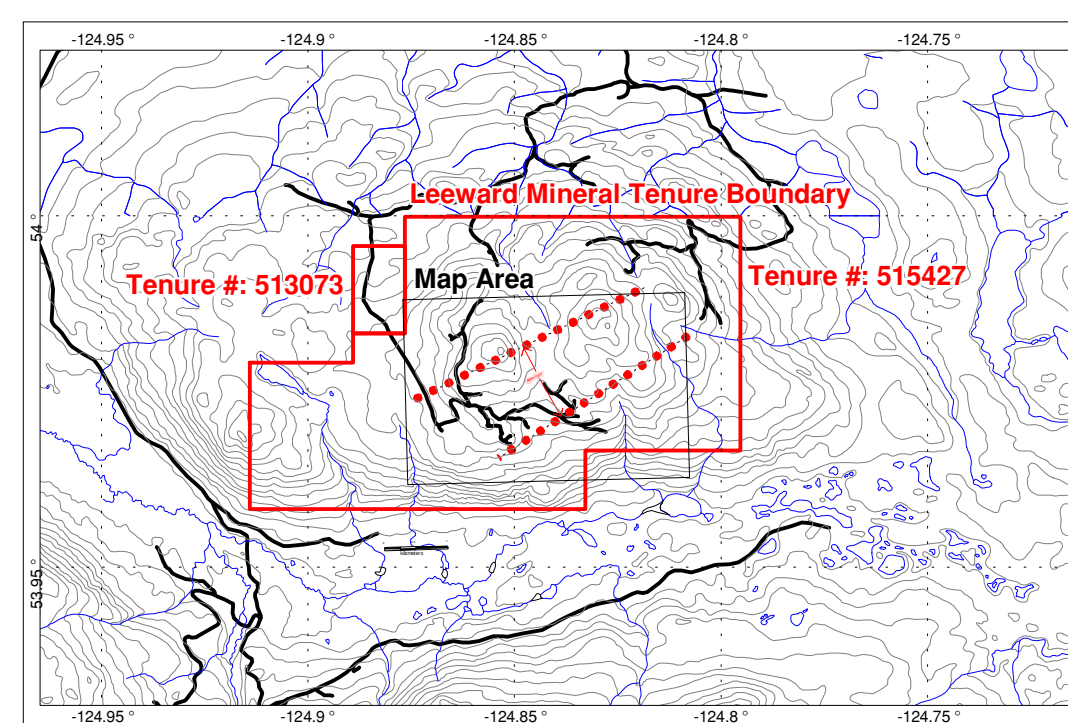 -124.95 °
-124.9 °
-124.85 °
-124.8 °
-124.75 °
Leeward Mineral Tenure Boundary
54 °
Tenure #: 513073
Map Area
Tenure #: 515427
kilometers
53.95 °
-124.95 °
-124.9 °
-124.85 °
-124.8 °
-124.75 °